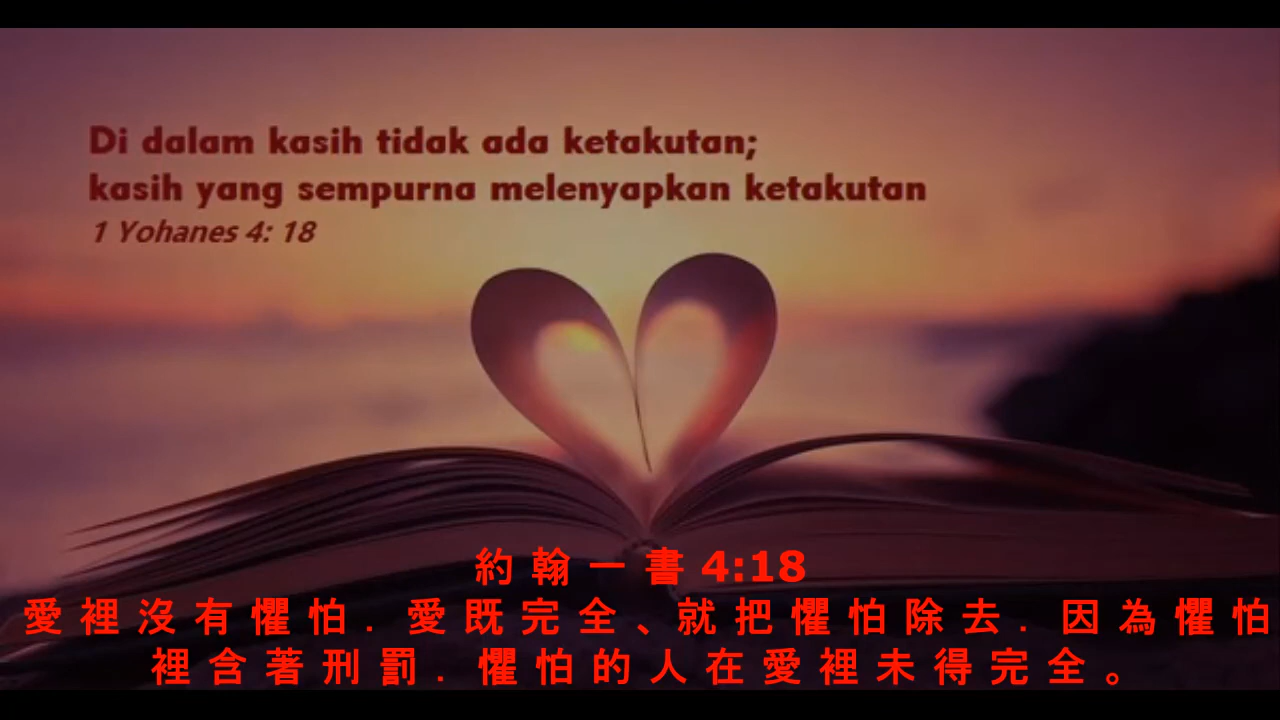 Di dalam kasih tidak ada ketakutan;
kasih yang sempurna melenyapkan ketakutan
1 Yohanes 4: 18
約翰一書 4:18
愛裡沒有懼怕．愛既完全、就把懼怕除去．因為懼怕
裡含著刑罰．懼怕的人在愛裡未得完全。